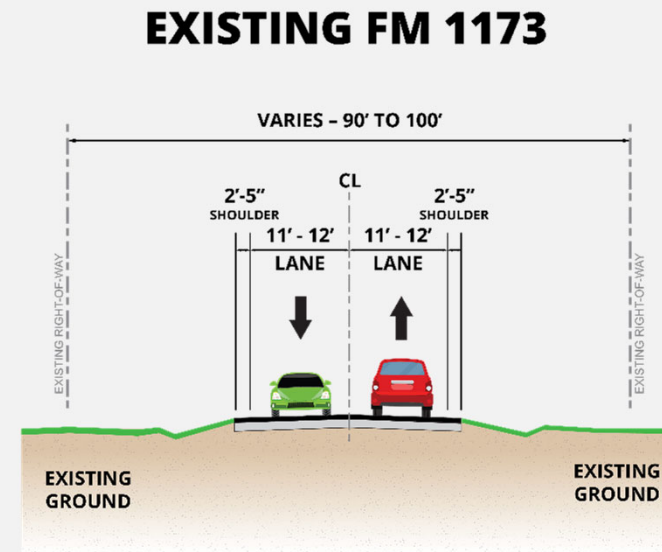 EXISTING FM 1173
VARIES – 90' TO 100'
CL
2'-5"
SHOULDER
2'-5"
SHOULDER
11' - 12'
LANE
11' - 12'
LANE
EXISTING RIGHT-OF-WAY
EXISTING RIGHT-OF-WAY
EXISTING
GROUND
EXISTING
GROUND